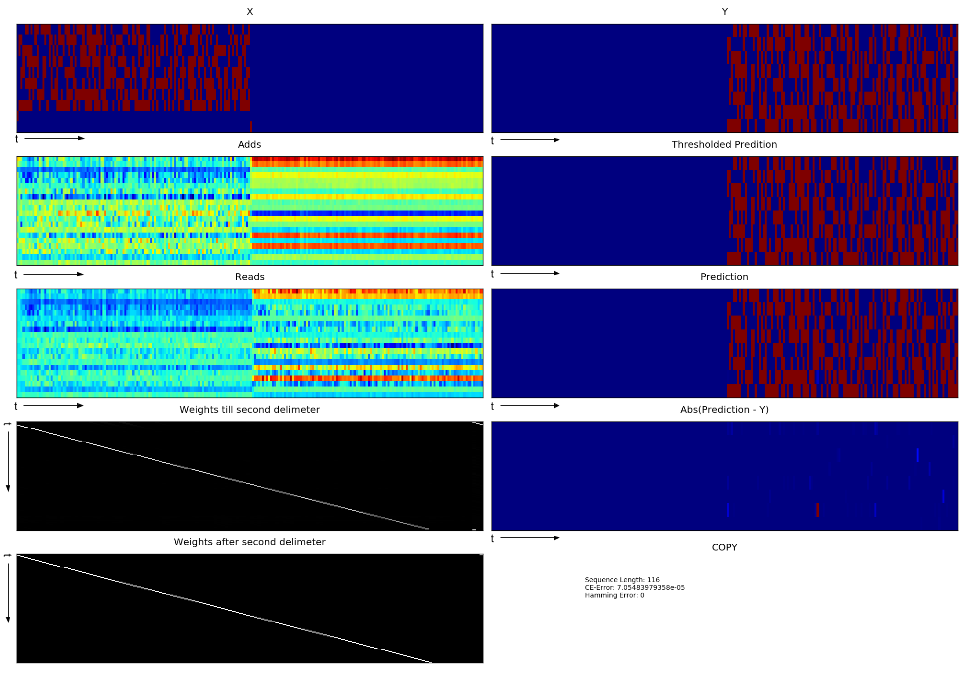 X
Y
t
t
Adds
Thresholded Predition
t
t
Reads
Prediction
t
t
Weights till second delimeter
Abs(Prediction - Y)
t
t
Weights after second delimeter
COPY
t
Sequence Length: 116
CE-Error: 7.05483979358e-05
Hamming Error: 0